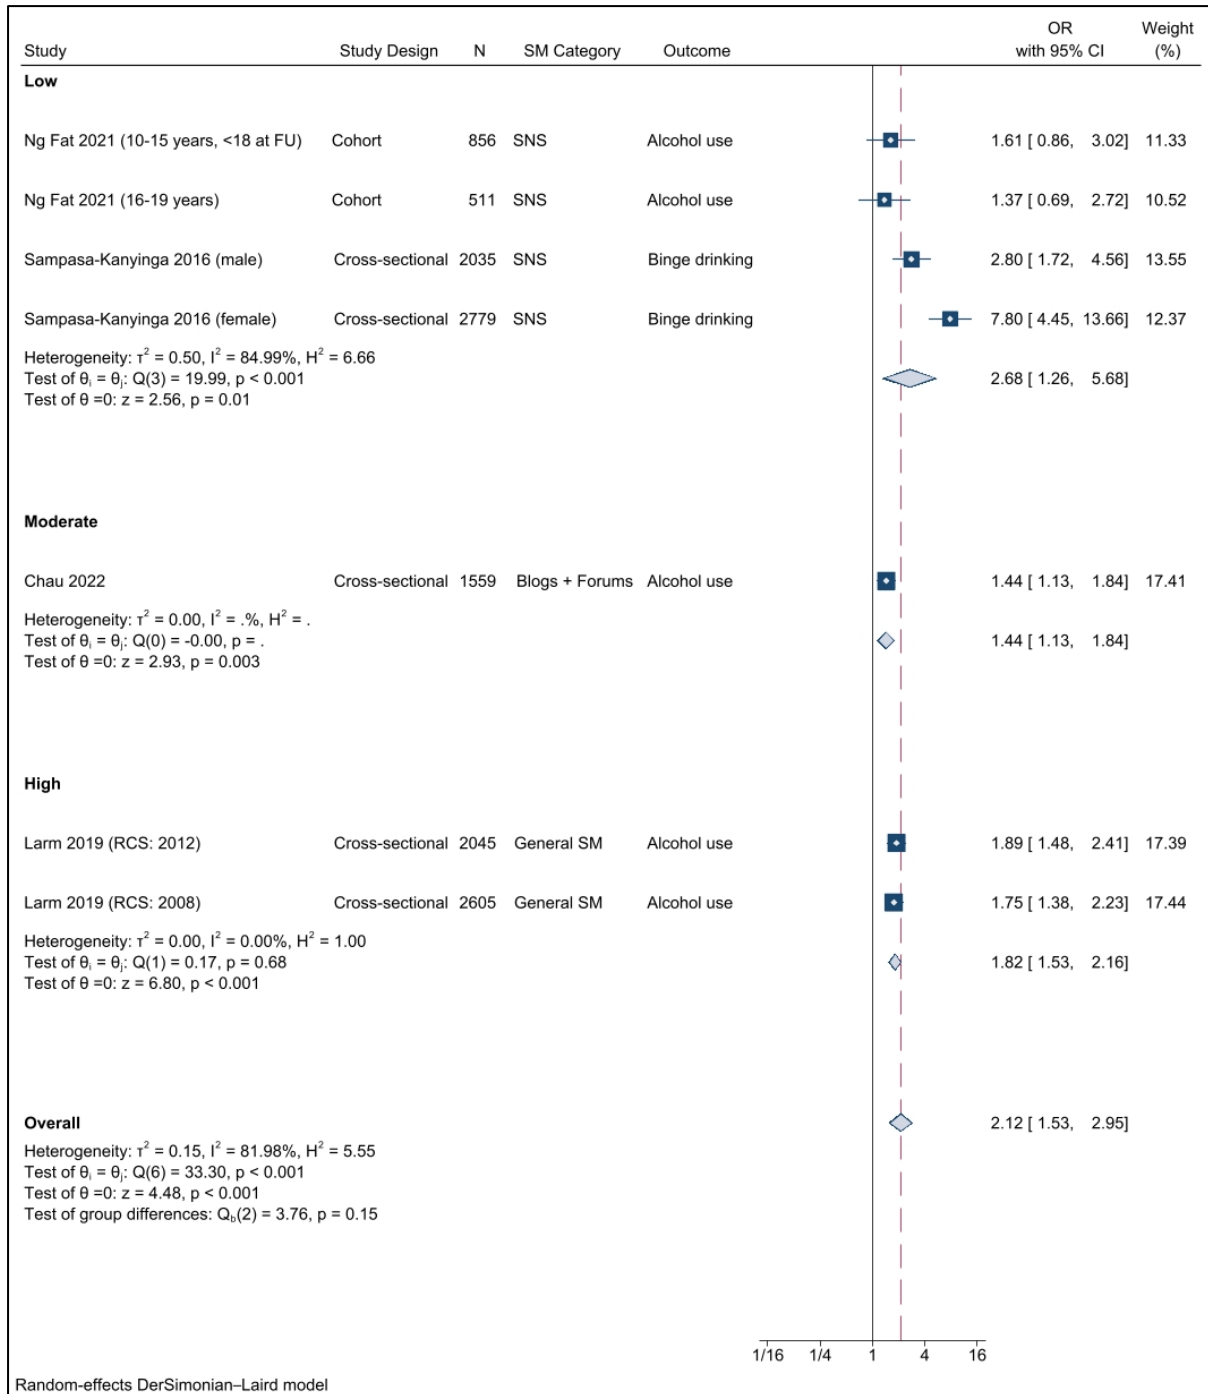 Study Study Design N SM Category Outcome OR with 95% CI Weight (%)
Low
Ng Fat 2021 (10-15 years, <18 at FU) Cohort 856 SNS Alcohol use 1.61 [ 0.86, 3.02] 11.33
Ng Fat 2021 (16-19 years) Cohort 511 SNS Alcohol use 1.37 [ 0.69, 2.72] 10.52
Sampasa-Kanyinga 2016 (male) Cross-sectional 2035 SNS Binge drinking 2.80 [ 1.72, 4.56] 13.55
Sampasa-Kanyinga 2016 (female) Cross-sectional 2779 SNS Binge drinking 7.80 [ 4.45, 13.66] 12.37
Heterogeneity: τ² = 0.50, I² = 84.99%, H² = 6.66
Test of θᵢ = θⱼ: Q(3) = 19.99, p < 0.001 2.68 [ 1.26, 5.68]
Test of θ =0: z = 2.56, p = 0.01
Moderate
Chau 2022 Cross-sectional 1559 Blogs + Forums Alcohol use 1.44 [ 1.13, 1.84] 17.41
Heterogeneity: τ² = 0.00, I² = .%, H² = .
Test of θᵢ = θⱼ: Q(0) = -0.00, p = . 1.44 [ 1.13, 1.84]
Test of θ =0: z = 2.93, p = 0.003
High
Larm 2019 (RCS: 2012) Cross-sectional 2045 General SM Alcohol use 1.89 [ 1.48, 2.41] 17.39
Larm 2019 (RCS: 2008) Cross-sectional 2605 General SM Alcohol use 1.75 [ 1.38, 2.23] 17.44
Heterogeneity: τ² = 0.00, I² = 0.00%, H² = 1.00
Test of θᵢ = θⱼ: Q(1) = 0.17, p = 0.68 1.82 [ 1.53, 2.16]
Test of θ =0: z = 6.80, p < 0.001
Overall 2.12 [ 1.53, 2.95]
Heterogeneity: τ² = 0.15, I² = 81.98%, H² = 5.55
Test of θᵢ = θⱼ: Q(6) = 33.30, p < 0.001
Test of θ =0: z = 4.48, p < 0.001
Test of group differences: Q_b(2) = 3.76, p = 0.15
1/16 1/4 1 4 16
Random-effects DerSimonian–Laird model